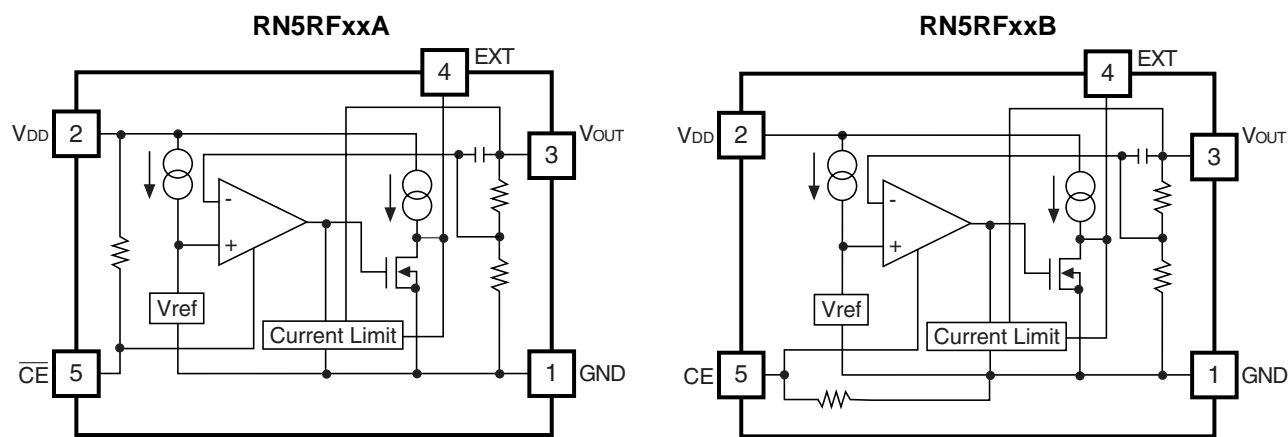 RN5RFxxA
4 EXT
VDD 2
VOUT
3
-
+
Vref
Current Limit
C̅E̅ 5
1 GND
RN5RFxxB
4 EXT
VDD 2
VOUT
3
-
+
Vref
Current Limit
CE 5
1 GND